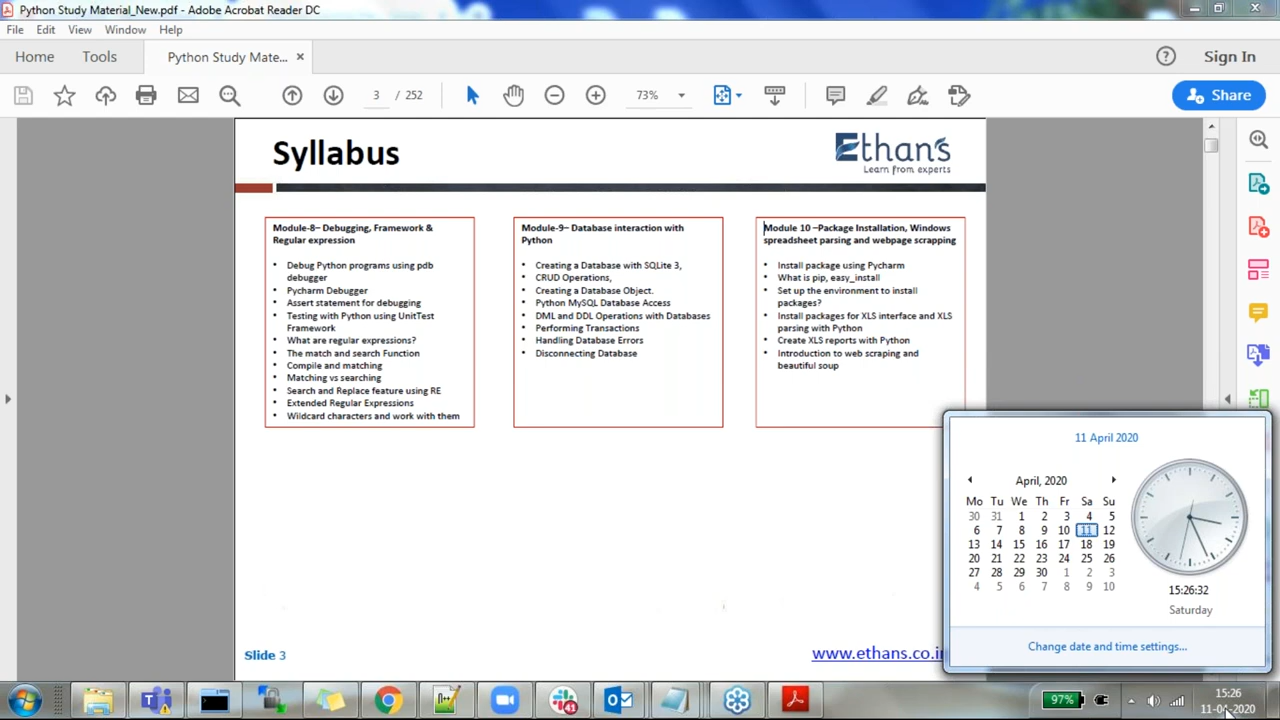 Python Study Material_New.pdf - Adobe Acrobat Reader DC
File Edit View Window Help
Home Tools Python Study Mate... × Sign In
3 / 252 73% Share
Syllabus
Ethan's
Learn from experts
Module-8– Debugging, Framework &
Regular expression
• Debug Python programs using pdb
debugger
• Pycharm Debugger
• Assert statement for debugging
• Testing with Python using UnitTest
Framework
• What are regular expressions?
• The match and search Function
• Compile and matching
• Matching vs searching
• Search and Replace feature using RE
• Extended Regular Expressions
• Wildcard characters and work with them
Module-9– Database interaction with
Python
• Creating a Database with SQLite 3,
• CRUD Operations,
• Creating a Database Object.
• Python MySQL Database Access
• DML and DDL Operations with Databases
• Performing Transactions
• Handling Database Errors
• Disconnecting Database
Module 10 –Package Installation, Windows
spreadsheet parsing and webpage scrapping
• Install package using Pycharm
• What is pip, easy_install
• Set up the environment to install
packages?
• Install packages for XLS interface and XLS
parsing with Python
• Create XLS reports with Python
• Introduction to web scraping and
beautiful soup
Slide 3
www.ethans.co.in
11 April 2020
April, 2020
Mo Tu We Th Fr Sa Su
30 31 1 2 3 4 5
6 7 8 9 10 11 12
13 14 15 16 17 18 19
20 21 22 23 24 25 26
27 28 29 30 1 2 3
4 5 6 7 8 9 10
15:26:32
Saturday
Change date and time settings...
97%
15:26
11-04-2020